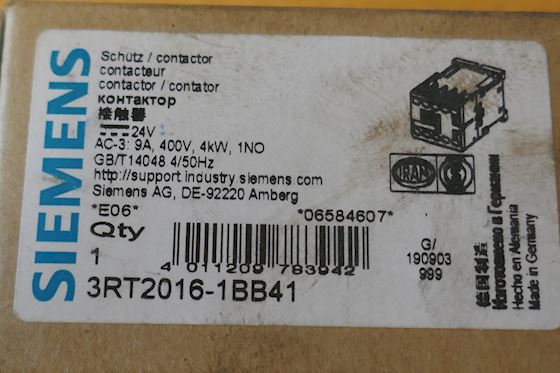 SIEMENS
Schütz / contactor
contacteur
contactor / contator
контактор
接触器
24V
AC-3: 9A, 400V, 4kW, 1NO
GB/T14048 4/50Hz
http://support industry siemens com
Siemens AG, DE-92220 Amberg
*E06* *06584607*
Qty
1
4 011209 783942
3RT2016-1BB41
IRAM
S
G/
190903
999
德国制造
Изготовлено в Германии
Hecho en Alemania
Made in Germany